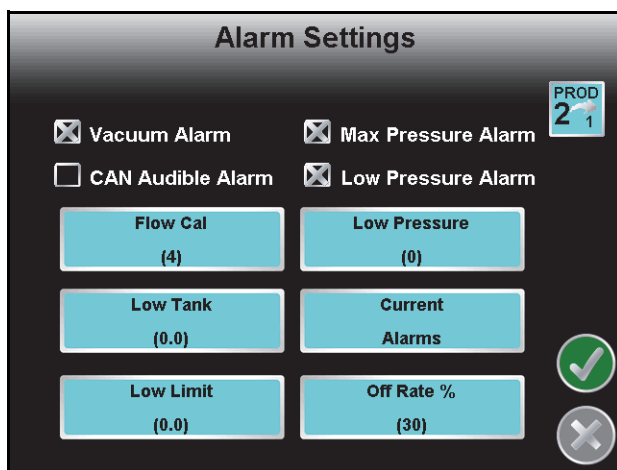 Alarm Settings
PROD
2 1
Vacuum Alarm
Max Pressure Alarm
CAN Audible Alarm
Low Pressure Alarm
Flow Cal
(4)
Low Pressure
(0)
Low Tank
(0.0)
Current
Alarms
Low Limit
(0.0)
Off Rate %
(30)